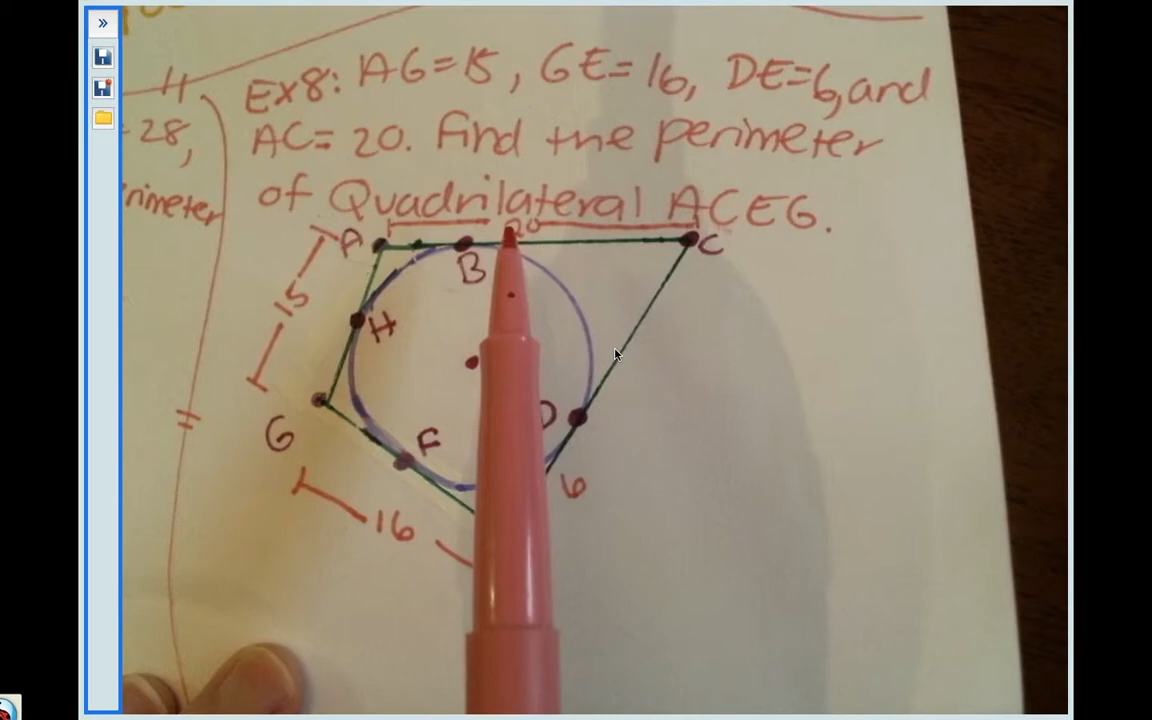 H
Ex8: AG=15, GE=16, DE=6, and
28,
AC= 20. Find the perimeter
rimeter
of Quadrilateral ACEG.
20
A
C
B
15
H
D
G
F
6
16